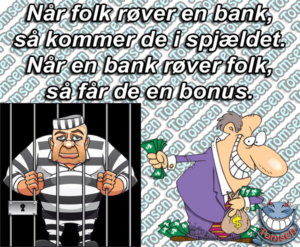 Når folk røver en bank,
så kommer de i spjældet.
Når en bank røver folk,
så får de en bonus.
Tomsen